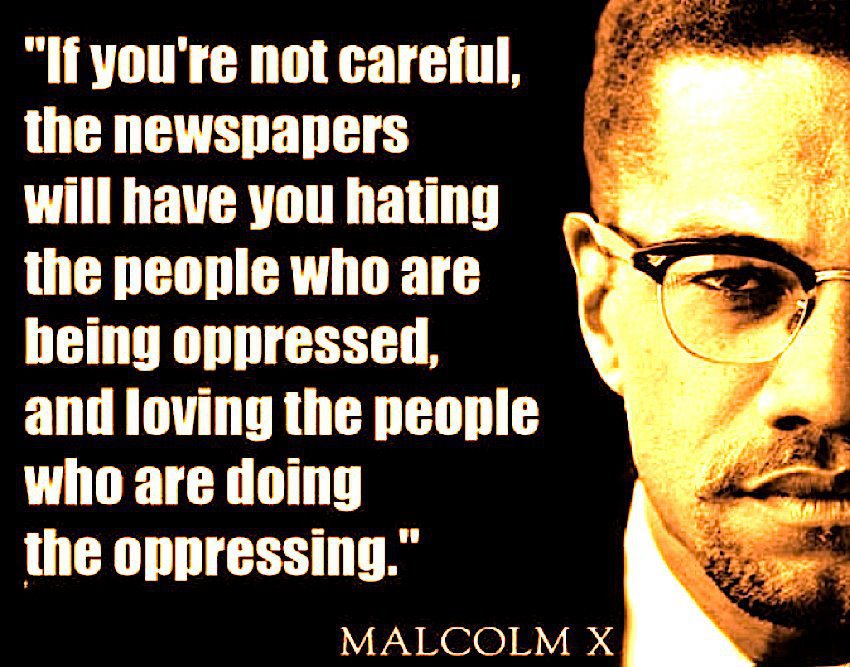 "If you're not careful,
the newspapers
will have you hating
the people who are
being oppressed,
and loving the people
who are doing
the oppressing."
MALCOLM X